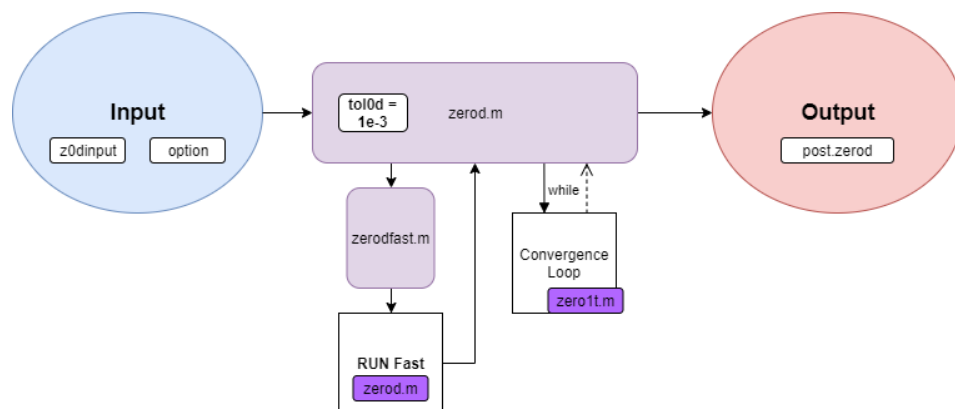 Input
z0dinput
option
tol0d =
1e-3
zerod.m
Output
post.zerod
zerodfast.m
while
Convergence
Loop
zero1t.m
RUN Fast
zerod.m